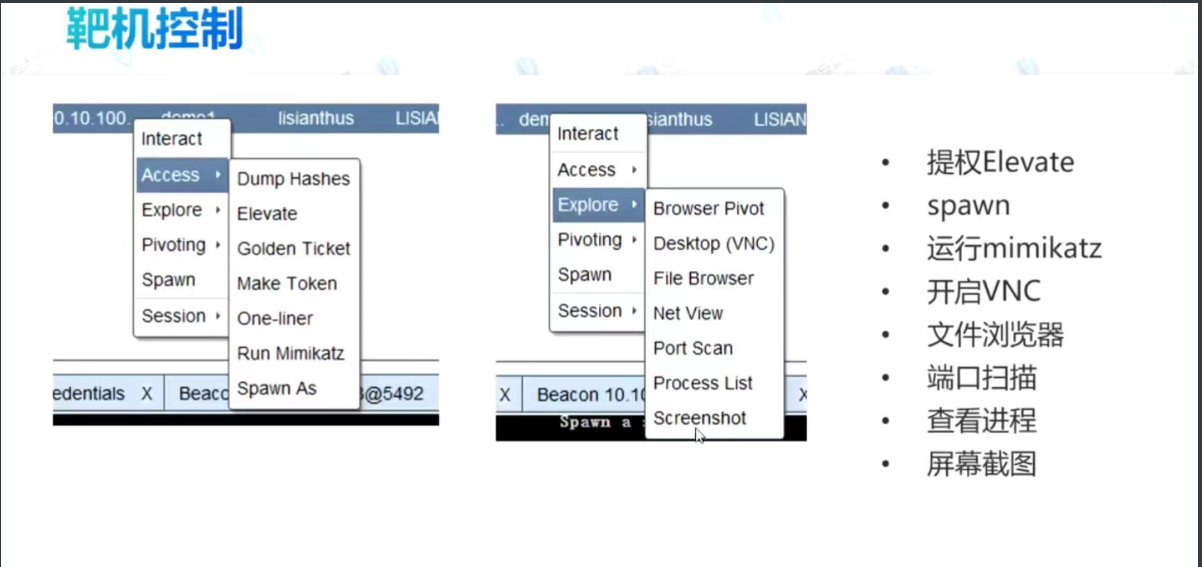 靶机控制
0.10.100.
lisianthus
LISIAN
Interact
Access
Explore
Pivoting
Spawn
Session
Dump Hashes
Elevate
Golden Ticket
Make Token
One-liner
Run Mimikatz
Spawn As
edentials X
Beaco
@5492
den
sianthus
LISIAN
Interact
Access
Explore
Pivoting
Spawn
Session
Browser Pivot
Desktop (VNC)
File Browser
Net View
Port Scan
Process List
Screenshot
X
Beacon 10.10
X
Spawn a
提权Elevate
spawn
运行mimikatz
开启VNC
文件浏览器
端口扫描
查看进程
屏幕截图